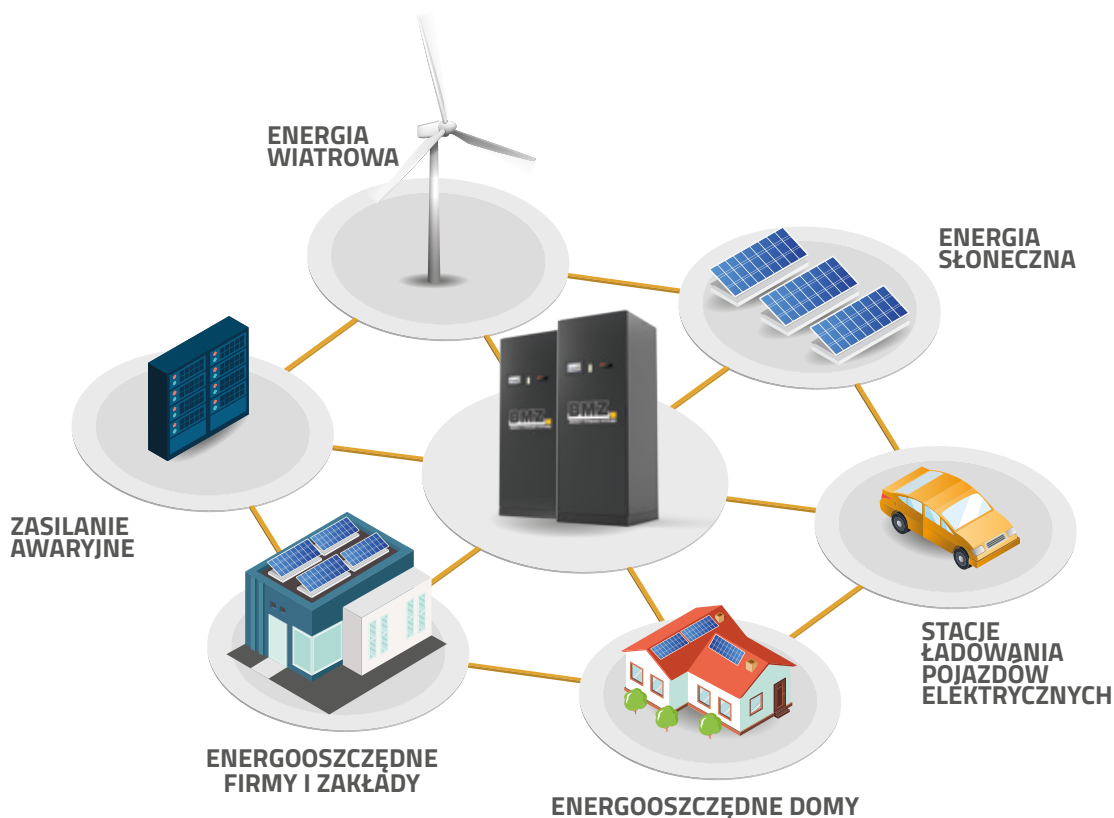 ENERGIA
WIATROWA
ENERGIA
SŁONECZNA
BMZ
BMZ
ZASILANIE
AWARYJNE
STACJE
ŁADOWANIA
POJAZDÓW
ELEKTRYCZNYCH
ENERGOOSZCZĘDNE
FIRMY I ZAKŁADY
ENERGOOSZCZĘDNE DOMY